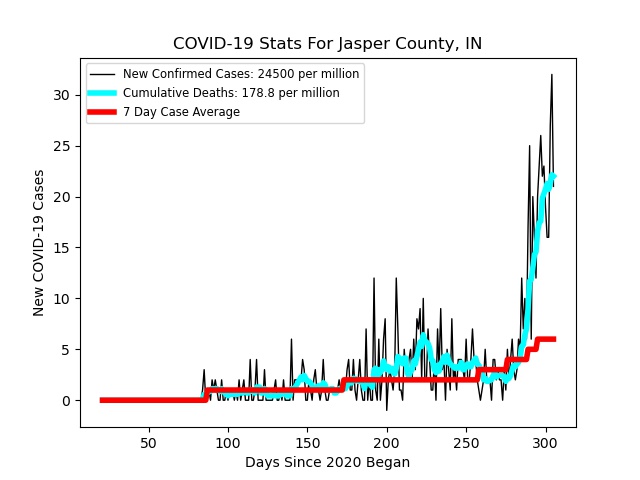 COVID-19 Stats For Jasper County, IN
New Confirmed Cases: 24500 per million
Cumulative Deaths: 178.8 per million
7 Day Case Average
New COVID-19 Cases
30
25
20
15
10
5
0
50 100 150 200 250 300
Days Since 2020 Began